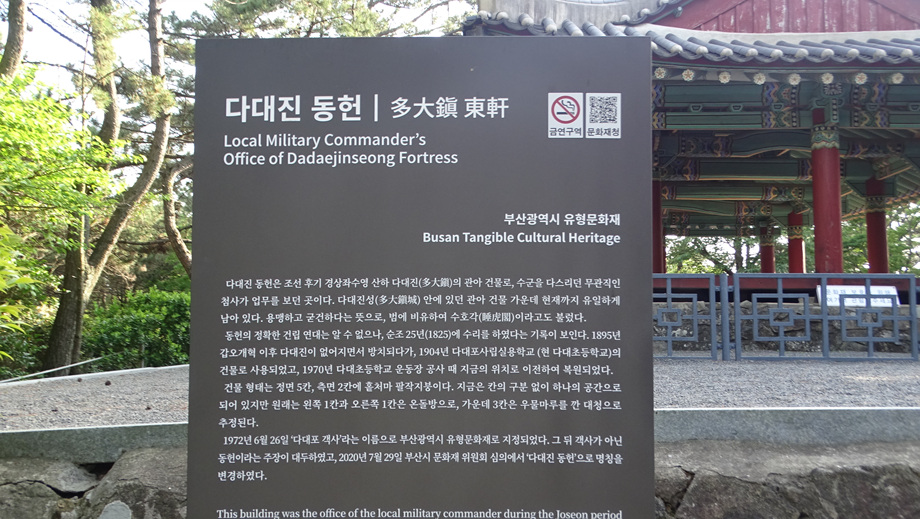 다대진 동헌 | 多大鎭 東軒
Local Military Commander's
Office of Dadaejinseong Fortress
금연구역 문화재청
부산광역시 유형문화재
Busan Tangible Cultural Heritage
다대진 동헌은 조선 후기 경상좌수영 산하 다대진(多大鎭)의 관아 건물로, 수군을 다스리던 무관직인
첨사가 업무를 보던 곳이다. 다대진성(多大鎭城) 안에 있던 관아 건물 가운데 현재까지 유일하게
남아 있다. 용맹하고 굳건하다는 뜻으로, 범에 비유하여 수호각(睡虎閣)이라고도 불렀다.
동헌의 정확한 건립 연대는 알 수 없으나, 순조 25년(1825)에 수리를 하였다는 기록이 보인다. 1895년
갑오개혁 이후 다대진이 없어지면서 방치되다가, 1904년 다대포사립실용학교(현 다대초등학교)의
건물로 사용되었고, 1970년 다대초등학교 운동장 공사 때 지금의 위치로 이전하여 복원되었다.
건물 형태는 정면 5칸, 측면 2칸에 홑처마 팔작지붕이다. 지금은 칸의 구분 없이 하나의 공간으로
되어 있지만 원래는 왼쪽 1칸과 오른쪽 1칸은 온돌방으로, 가운데 3칸은 우물마루를 깐 대청으로
추정된다.
1972년 6월 26일 '다대포 객사'라는 이름으로 부산광역시 유형문화재로 지정되었다. 그 뒤 객사가 아닌
동헌이라는 주장이 대두하였고, 2020년 7월 29일 부산시 문화재 위원회 심의에서 '다대진 동헌'으로 명칭을
변경하였다.
This building was the office of the local military commander during the Joseon period